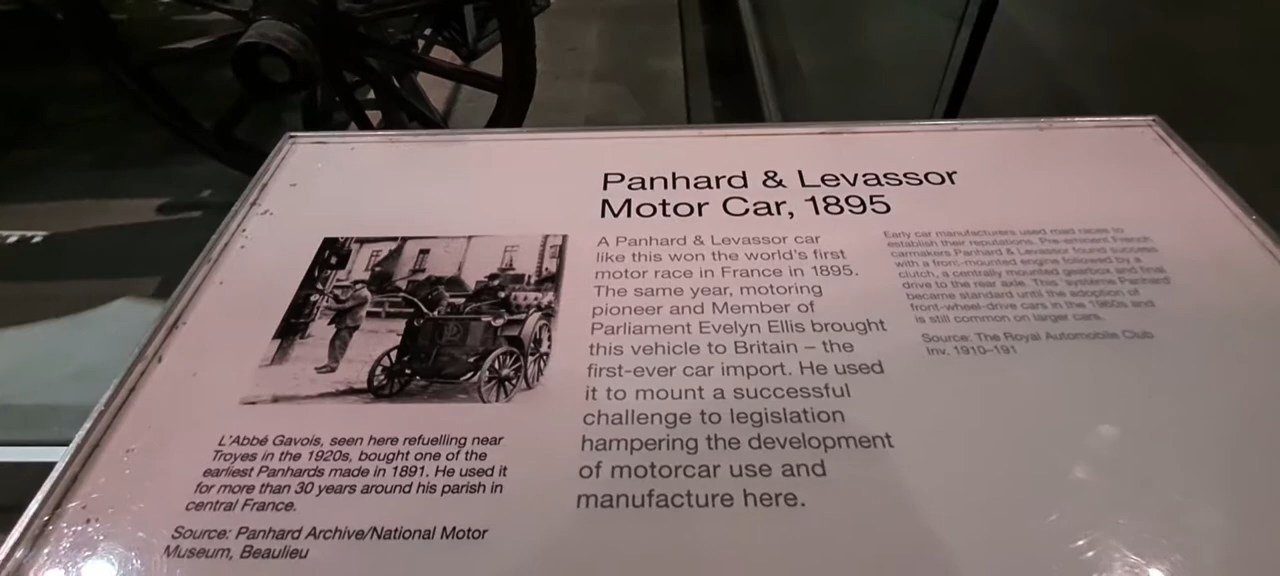 Panhard & Levassor
Motor Car, 1895
A Panhard & Levassor car
like this won the world's first
motor race in France in 1895.
The same year, motoring
pioneer and Member of
Parliament Evelyn Ellis brought
this vehicle to Britain – the
first-ever car import. He used
it to mount a successful
challenge to legislation
hampering the development
of motorcar use and
manufacture here.
Early car manufacturers used road races to
establish their reputations. Pre-eminent French
carmakers Panhard & Levassor found success
with a front-mounted engine followed by a
clutch, a centrally mounted gearbox and final
drive to the rear axle. This 'système Panhard'
became standard until the adoption of
front-wheel-drive cars in the 1960s and
is still common on larger cars.
Source: The Royal Automobile Club
Inv. 1910–191
L'Abbé Gavois, seen here refuelling near
Troyes in the 1920s, bought one of the
earliest Panhards made in 1891. He used it
for more than 30 years around his parish in
central France.
Source: Panhard Archive/National Motor
Museum, Beaulieu